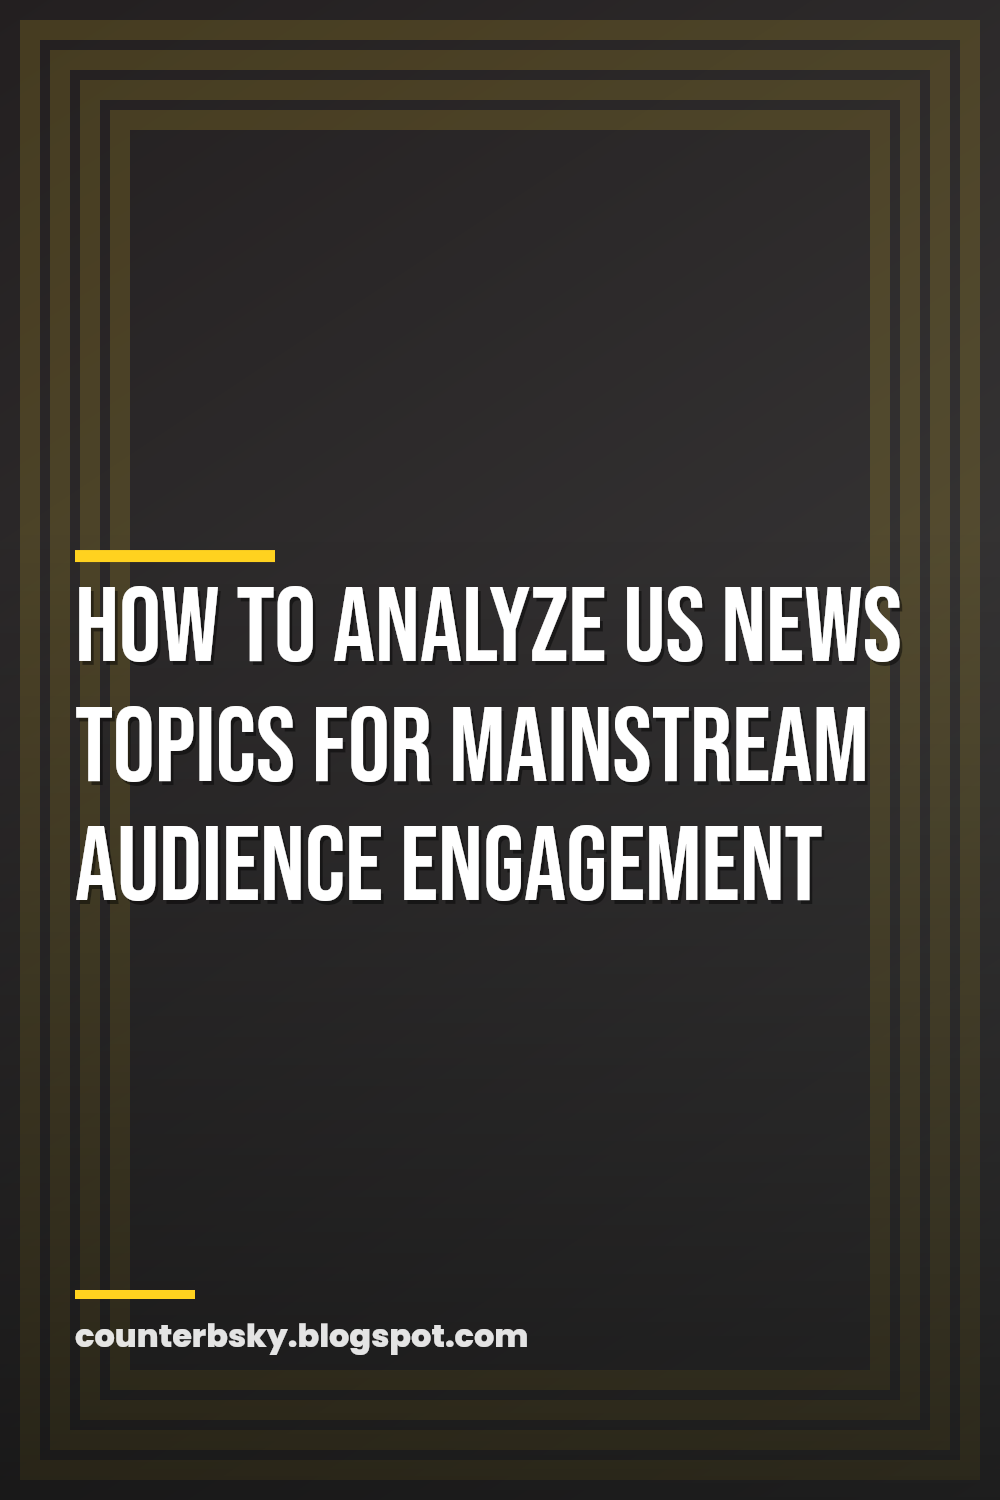 HOW TO ANALYZE US NEWS
TOPICS FOR MAINSTREAM
AUDIENCE ENGAGEMENT
counterbsky.blogspot.com